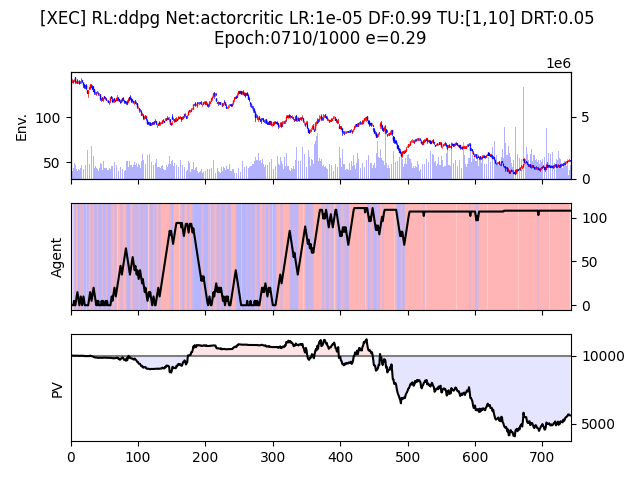 [XEC] RL:ddpg Net:actorcritic LR:1e-05 DF:0.99 TU:[1,10] DRT:0.05
Epoch:0710/1000 e=0.29
1e6
Env.
100
50
5
0
Agent
100
50
0
PV
10000
5000
0 100 200 300 400 500 600 700